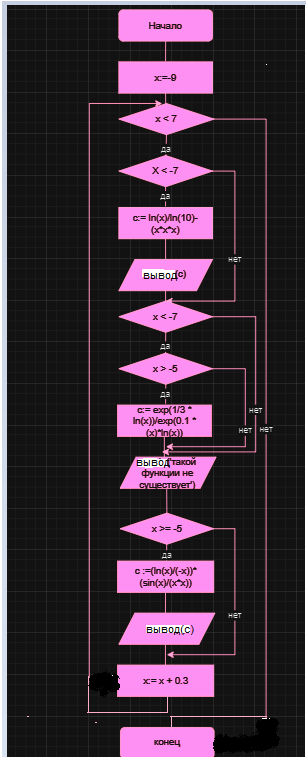 Начало
x:=-9
x < 7
да
X < -7
да
c:= ln(x)/ln(10)-
(x*x*x)
вывод(c)
нет
x < -7
да
x > -5
да
нет
c:= exp(1/3 *
ln(x))/exp(0.1 *
(x)*ln(x))
нет
нет
вывод('такой
функции не
существует')
x >= -5
да
c :=(ln(x)/(-x))*
(sin(x)/(x*x))
нет
вывод(c)
x:= x + 0.3
конец